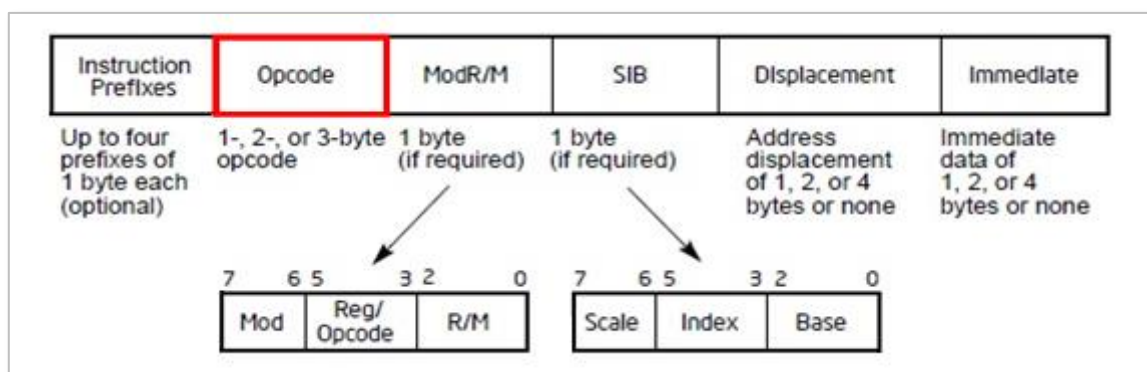 Instruction Prefixes
Opcode
ModR/M
SIB
Displacement
Immediate
Up to four
prefixes of
1 byte each
(optional)
1-, 2-, or 3-byte
opcode
1 byte
(if required)
1 byte
(if required)
Address
displacement
of 1, 2, or 4
bytes or none
Immediate
data of
1, 2, or 4
bytes or none
7 6 5 3 2 0
Mod
Reg/
Opcode
R/M
7 6 5 3 2 0
Scale
Index
Base